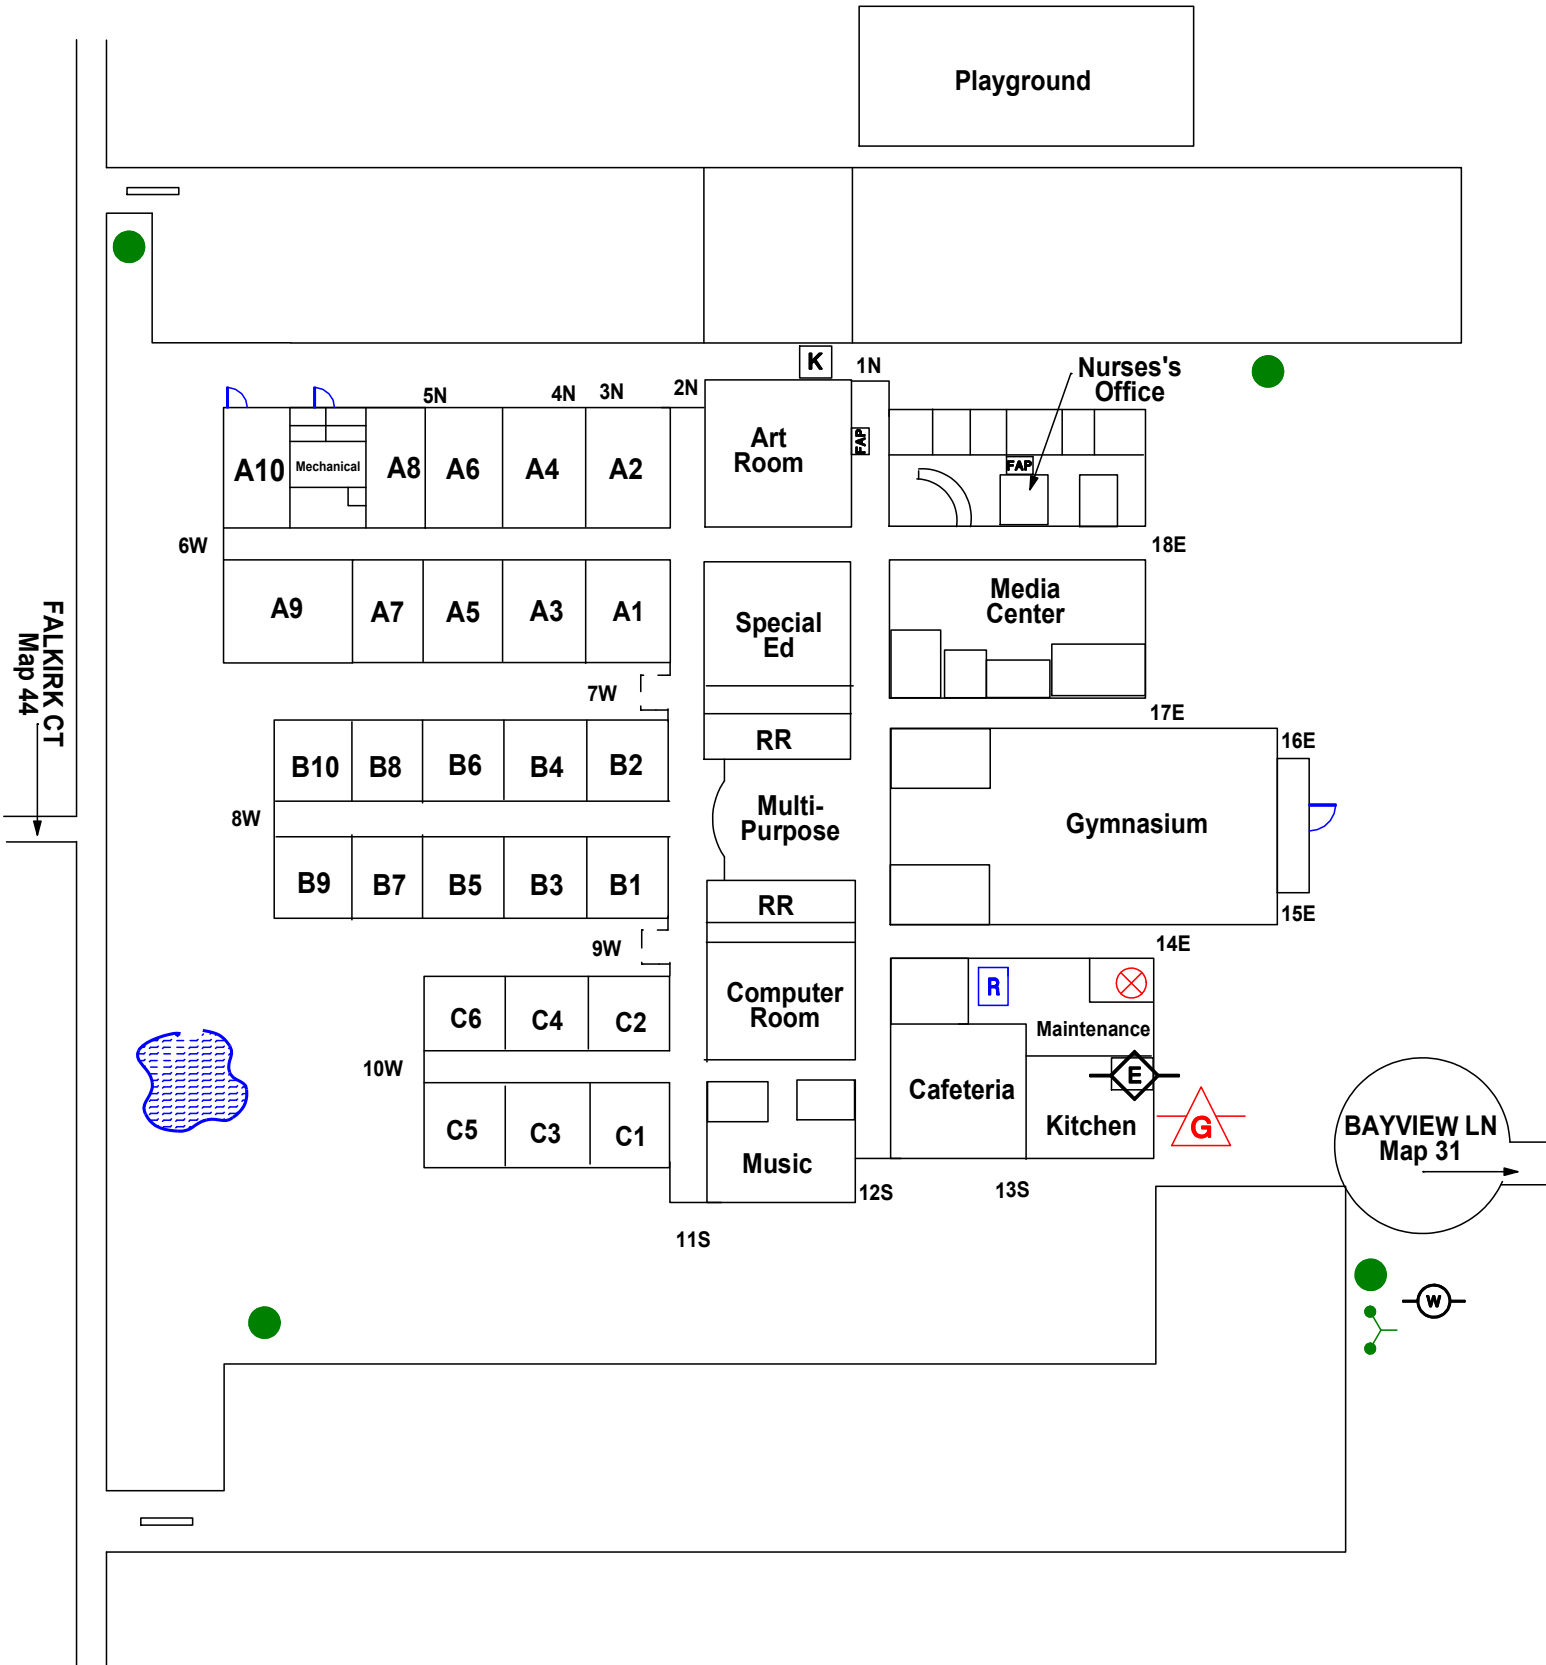 Playground
K
1N
Nurses's
Office
2N
3N
4N
5N
Art
Room
FAP
FAP
A10
Mechanical
A8
A6
A4
A2
6W
18E
A9
A7
A5
A3
A1
Special
Ed
Media
Center
FALKIRK CT
Map 44
7W
17E
RR
16E
B10
B8
B6
B4
B2
8W
Multi-
Purpose
Gymnasium
B9
B7
B5
B3
B1
RR
15E
9W
14E
Computer
Room
R
C6
C4
C2
Maintenance
10W
Cafeteria
E
Kitchen
G
C5
C3
C1
Music
BAYVIEW LN
Map 31
12S
13S
11S
W